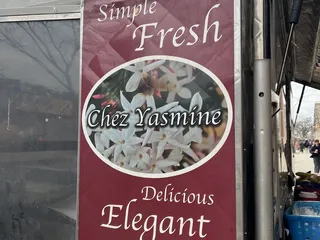 Simple
Fresh
Chez Yasmine
Delicious
Elegant